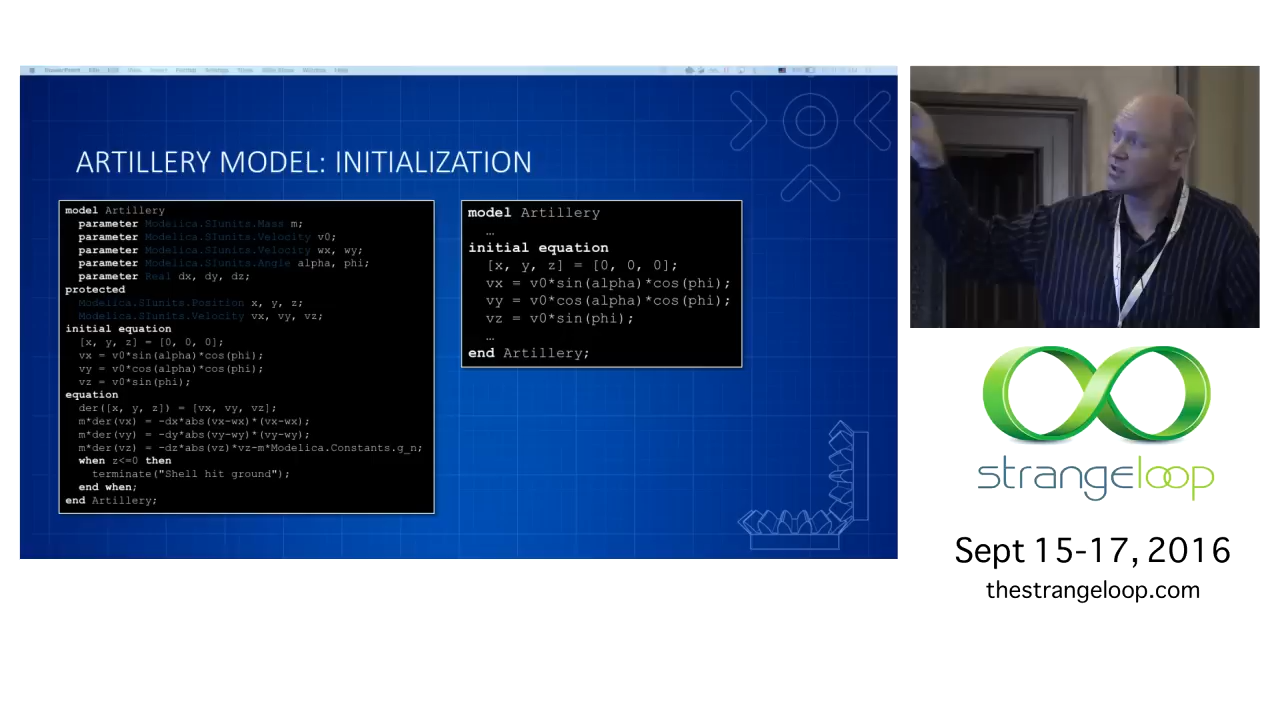 ARTILLERY MODEL: INITIALIZATION
model Artillery
parameter Modelica.SIunits.Mass m;
parameter Modelica.SIunits.Velocity v0;
parameter Modelica.SIunits.Velocity wx, wy;
parameter Modelica.SIunits.Angle alpha, phi;
parameter Real dx, dy, dz;
protected
Modelica.SIunits.Position x, y, z;
Modelica.SIunits.Velocity vx, vy, vz;
initial equation
[x, y, z] = [0, 0, 0];
vx = v0*sin(alpha)*cos(phi);
vy = v0*cos(alpha)*cos(phi);
vz = v0*sin(phi);
equation
der([x, y, z]) = [vx, vy, vz];
m*der(vx) = -dx*abs(vx-wx)*(vx-wx);
m*der(vy) = -dy*abs(vy-wy)*(vy-wy);
m*der(vz) = -dz*abs(vz)*vz-m*Modelica.Constants.g_n;
when z<=0 then
terminate("Shell hit ground");
end when;
end Artillery;
model Artillery
…
initial equation
[x, y, z] = [0, 0, 0];
vx = v0*sin(alpha)*cos(phi);
vy = v0*cos(alpha)*cos(phi);
vz = v0*sin(phi);
…
end Artillery;
strangeloop
Sept 15-17, 2016
thestrangeloop.com